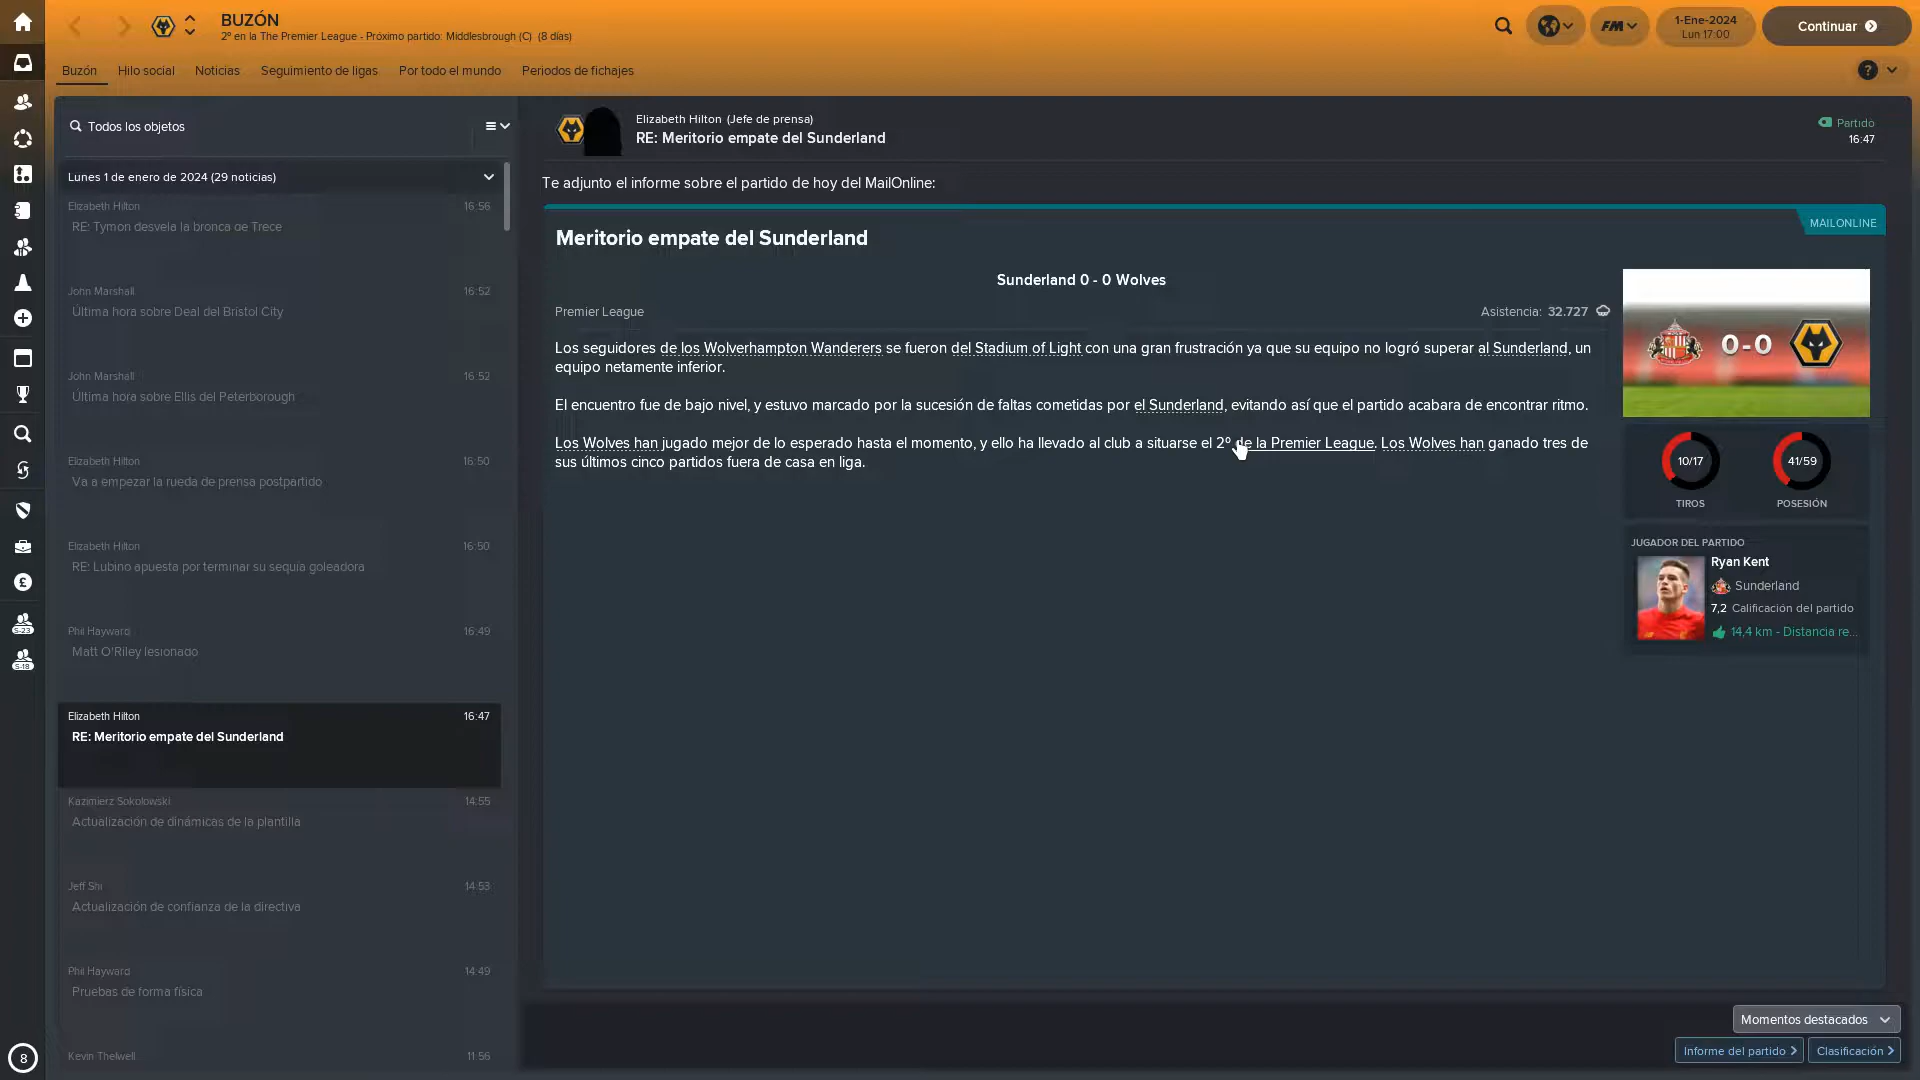 BUZÓN
2º en la The Premier League - Próximo partido: Middlesbrough (C) (8 días)
FM
1-Ene-2024
Lun 17:00
Continuar
Buzón
Hilo social
Noticias
Seguimiento de ligas
Por todo el mundo
Periodos de fichajes
?
Todos los objetos
Lunes 1 de enero de 2024 (29 noticias)
Elizabeth Hilton 16:56
RE: Tymon desvela la bronca de Trece
John Marshall 16:52
Última hora sobre Deal del Bristol City
John Marshall 16:52
Última hora sobre Ellis del Peterborough
Elizabeth Hilton 16:50
Va a empezar la rueda de prensa postpartido
Elizabeth Hilton 16:50
RE: Lubino apuesta por terminar su sequía goleadora
Phil Hayward 16:49
Matt O'Riley lesionado
Elizabeth Hilton 16:47
RE: Meritorio empate del Sunderland
Kazimierz Sokolowski 14:55
Actualización de dinámicas de la plantilla
Jeff Shi 14:53
Actualización de confianza de la directiva
Phil Hayward 14:49
Pruebas de forma física
Kevin Thelwell 11:56
£
S-23
S-18
8
Elizabeth Hilton (Jefe de prensa)
RE: Meritorio empate del Sunderland
Partido
16:47
Te adjunto el informe sobre el partido de hoy del MailOnline:
MAILONLINE
Meritorio empate del Sunderland
Sunderland 0 - 0 Wolves
Premier League
Asistencia: 32.727
Los seguidores de los Wolverhampton Wanderers se fueron del Stadium of Light con una gran frustración ya que su equipo no logró superar al Sunderland, un
equipo netamente inferior.
El encuentro fue de bajo nivel, y estuvo marcado por la sucesión de faltas cometidas por el Sunderland, evitando así que el partido acabara de encontrar ritmo.
Los Wolves han jugado mejor de lo esperado hasta el momento, y ello ha llevado al club a situarse el 2º de la Premier League. Los Wolves han ganado tres de
sus últimos cinco partidos fuera de casa en liga.
0-0
10/17
41/59
TIROS
POSESIÓN
JUGADOR DEL PARTIDO
Ryan Kent
Sunderland
7,2 Calificación del partido
14,4 km - Distancia re...
Momentos destacados
Informe del partido
Clasificación